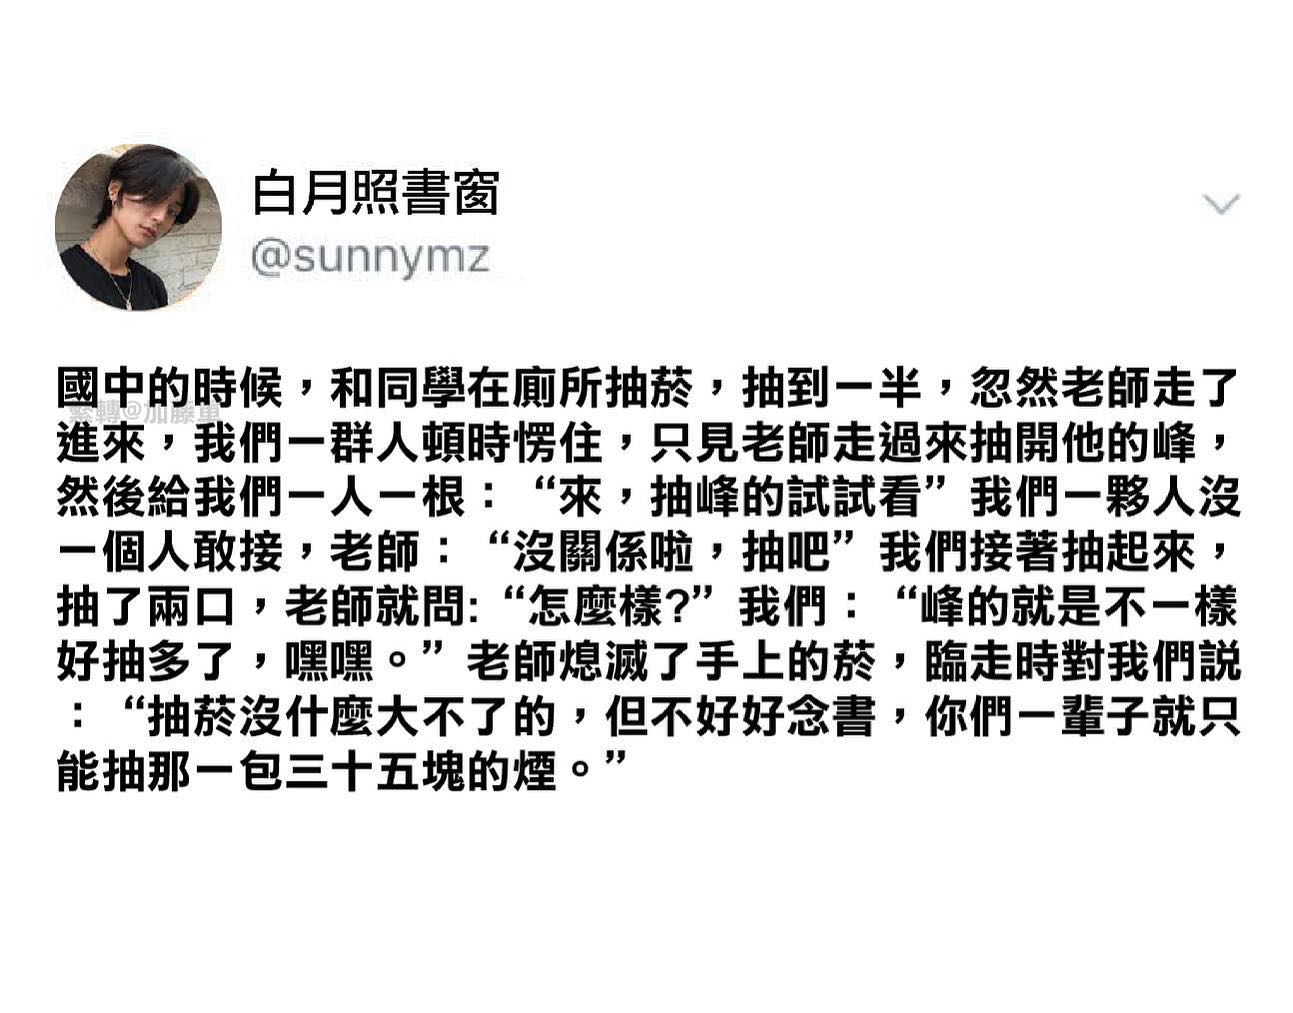 白月照書窗
@sunnymz
國中的時候，和同學在廁所抽菸，抽到一半，忽然老師走了
進來，我們一群人頓時愣住，只見老師走過來抽開他的峰，
然後給我們一人一根：“來，抽峰的試試看”我們一夥人沒
一個人敢接，老師：“沒關係啦，抽吧”我們接著抽起來，
抽了兩口，老師就問:“怎麼樣?”我們：“峰的就是不一樣
好抽多了，嘿嘿。”老師熄滅了手上的菸，臨走時對我們説
：“抽菸沒什麼大不了的，但不好好念書，你們一輩子就只
能抽那一包三十五塊的煙。”